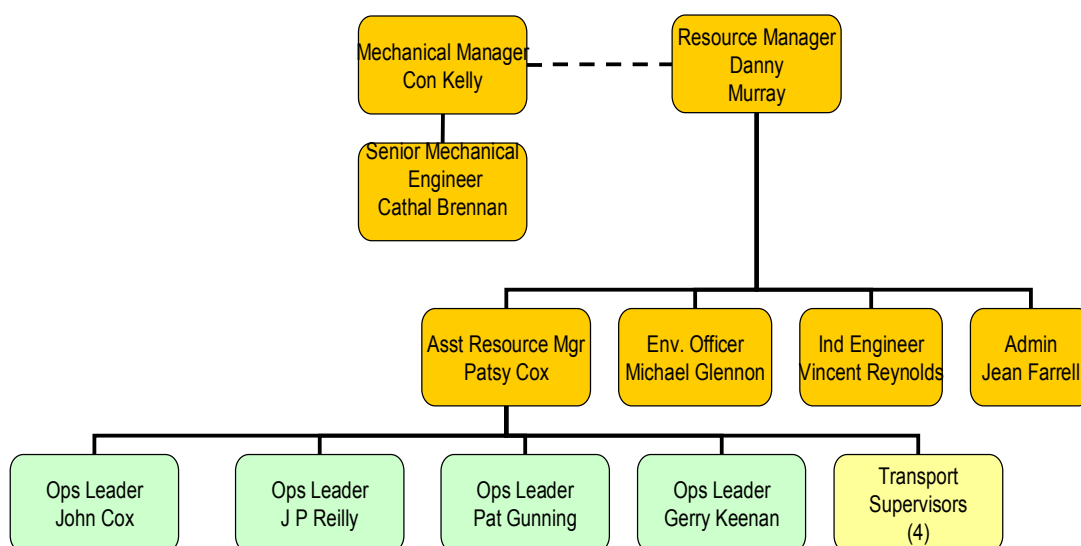 Mechanical Manager
Con Kelly
Resource Manager
Danny
Murray
Senior Mechanical
Engineer
Cathal Brennan
Asst Resource Mgr
Patsy Cox
Env. Officer
Michael Glennon
Ind Engineer
Vincent Reynolds
Admin
Jean Farrell
Ops Leader
John Cox
Ops Leader
J P Reilly
Ops Leader
Pat Gunning
Ops Leader
Gerry Keenan
Transport
Supervisors
(4)